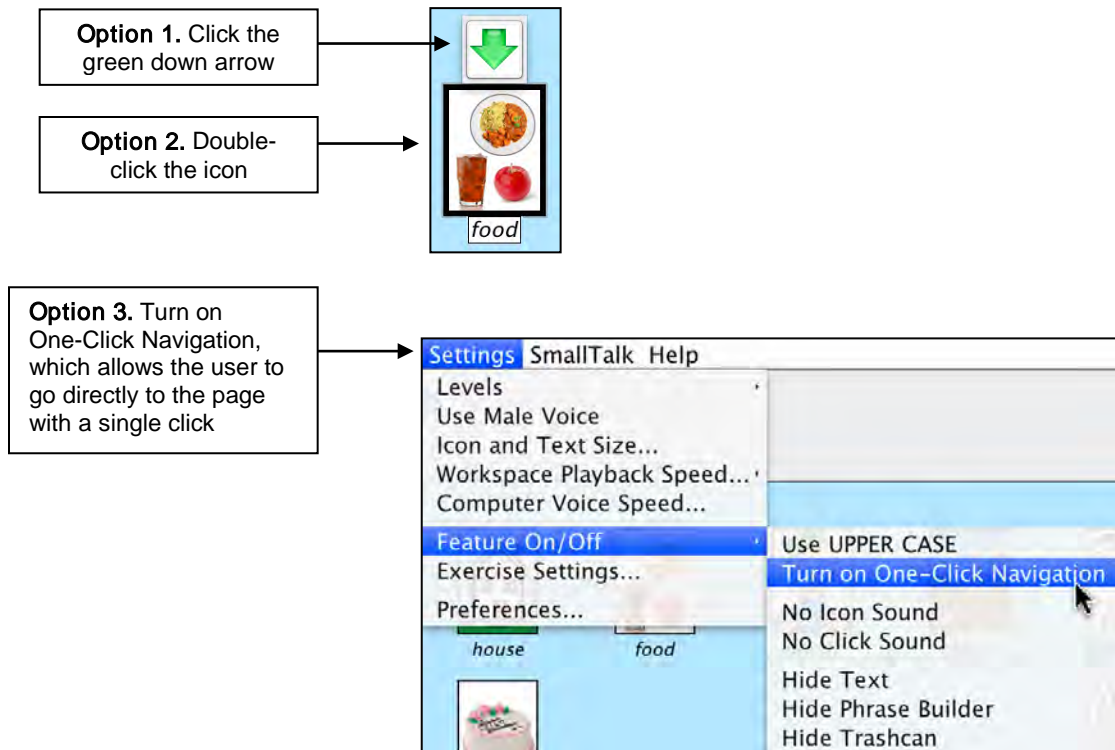 Option 1. Click the
green down arrow
Option 2. Double-
click the icon
food
Option 3. Turn on
One-Click Navigation,
which allows the user to
go directly to the page
with a single click
Settings SmallTalk Help
Levels
Use Male Voice
Icon and Text Size...
Workspace Playback Speed...
Computer Voice Speed...
Feature On/Off
Exercise Settings...
Preferences...
Use UPPER CASE
Turn on One-Click Navigation
No Icon Sound
No Click Sound
Hide Text
Hide Phrase Builder
Hide Trashcan
house
food